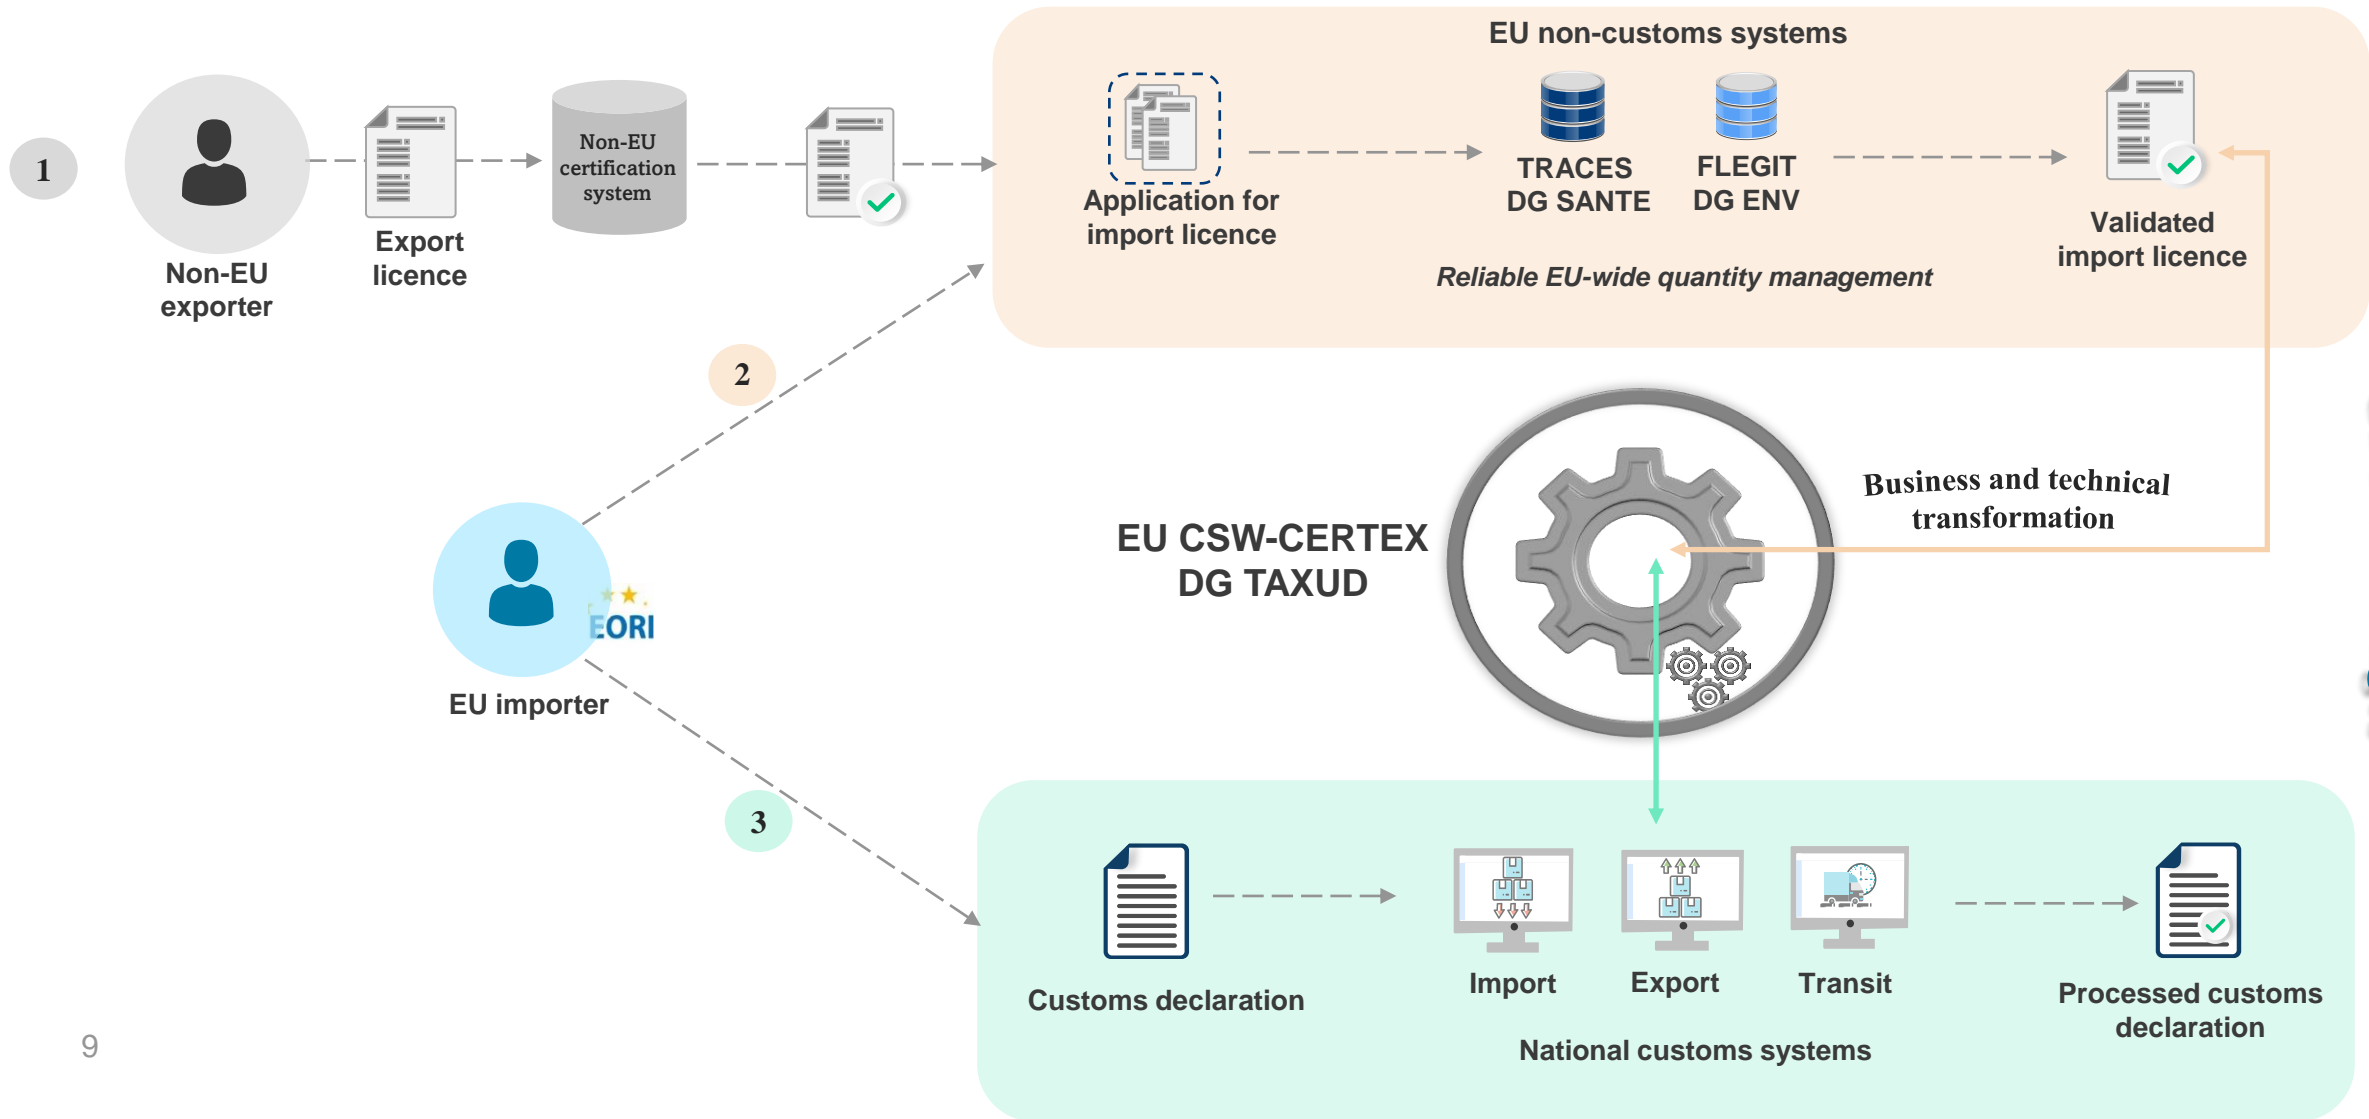 EU non-customs systems
1
Non-EU
exporter
Export
licence
Non-EU
certification
system
Application for
import licence
TRACES
DG SANTE
FLEGIT
DG ENV
Validated
import licence
Reliable EU-wide quantity management
2
EORI
EU importer
EU CSW-CERTEX
DG TAXUD
Business and technical
transformation
3
Customs declaration
Import
Export
Transit
Processed customs
declaration
National customs systems
9